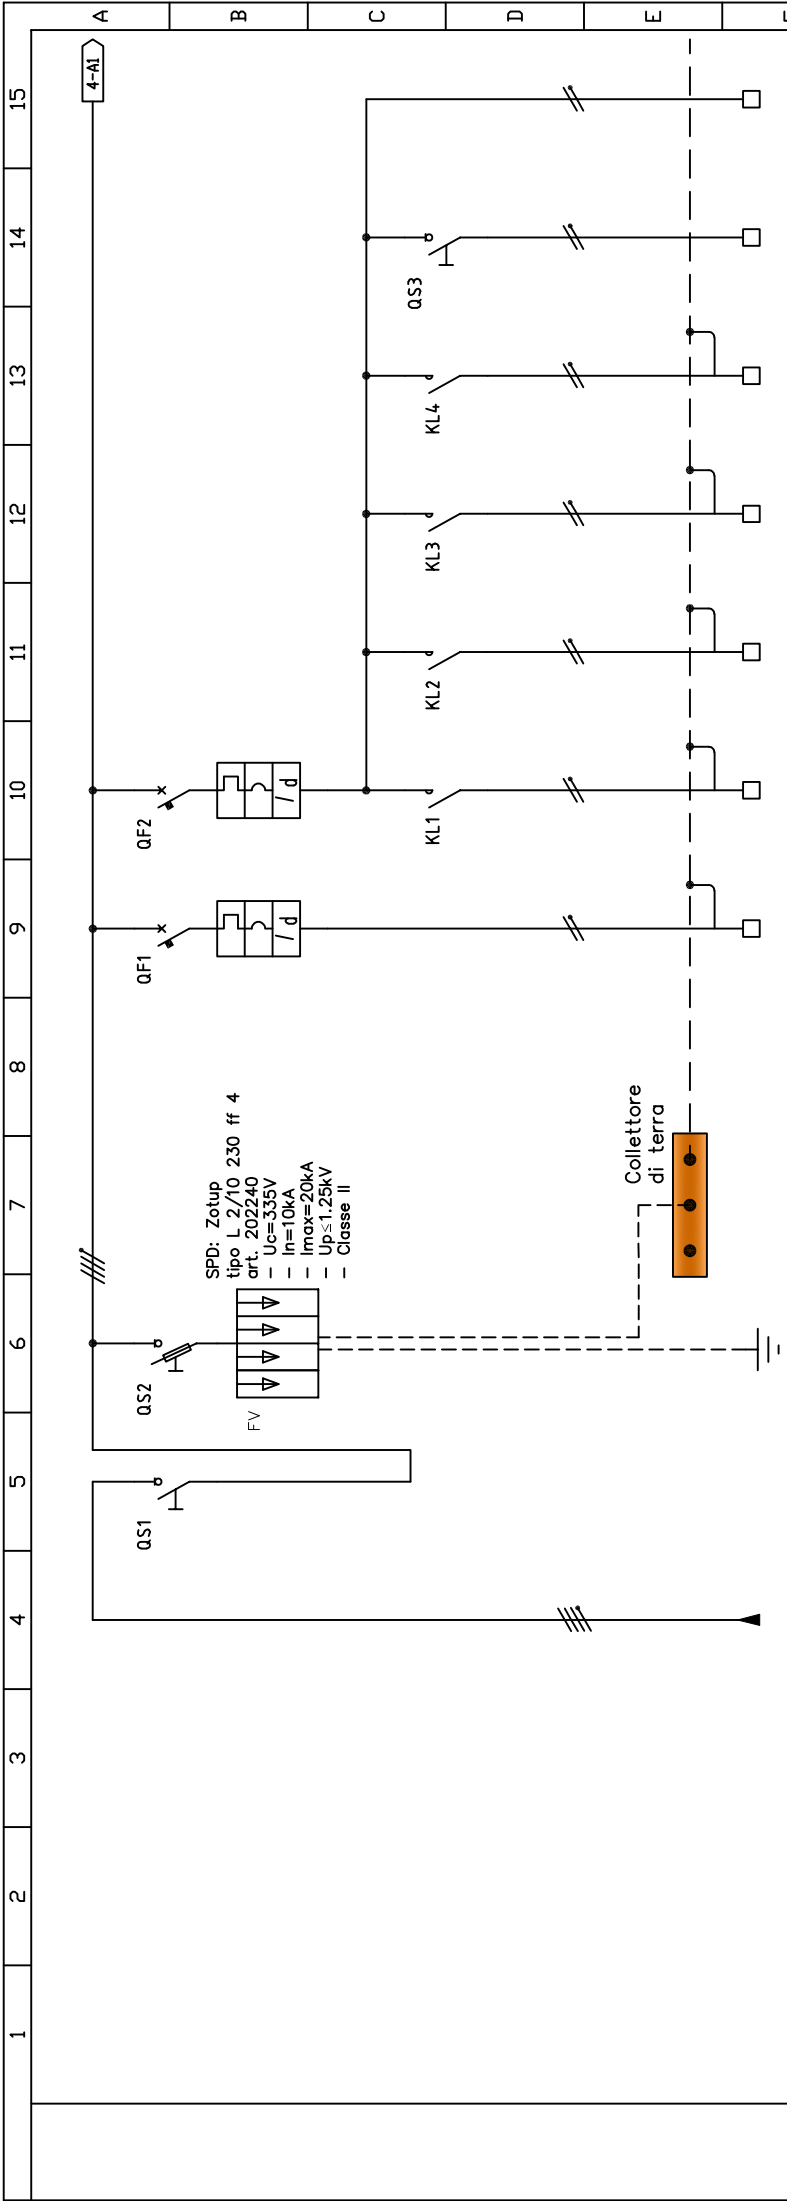 1
2
3
4
5
6
7
8
9
10
11
12
13
14
15
A
B
C
D
E
4-A1
QS1
QS2
FV
SPD: Zotup
tipo L 2/10 230 ff 4
art. 202240
- Uc=335V
- In=10kA
- Imax=20kA
- Up≤1.25kV
- Classe II
QF1
/d
QF2
/d
KL1
KL2
KL3
KL4
QS3
Collettore
di terra